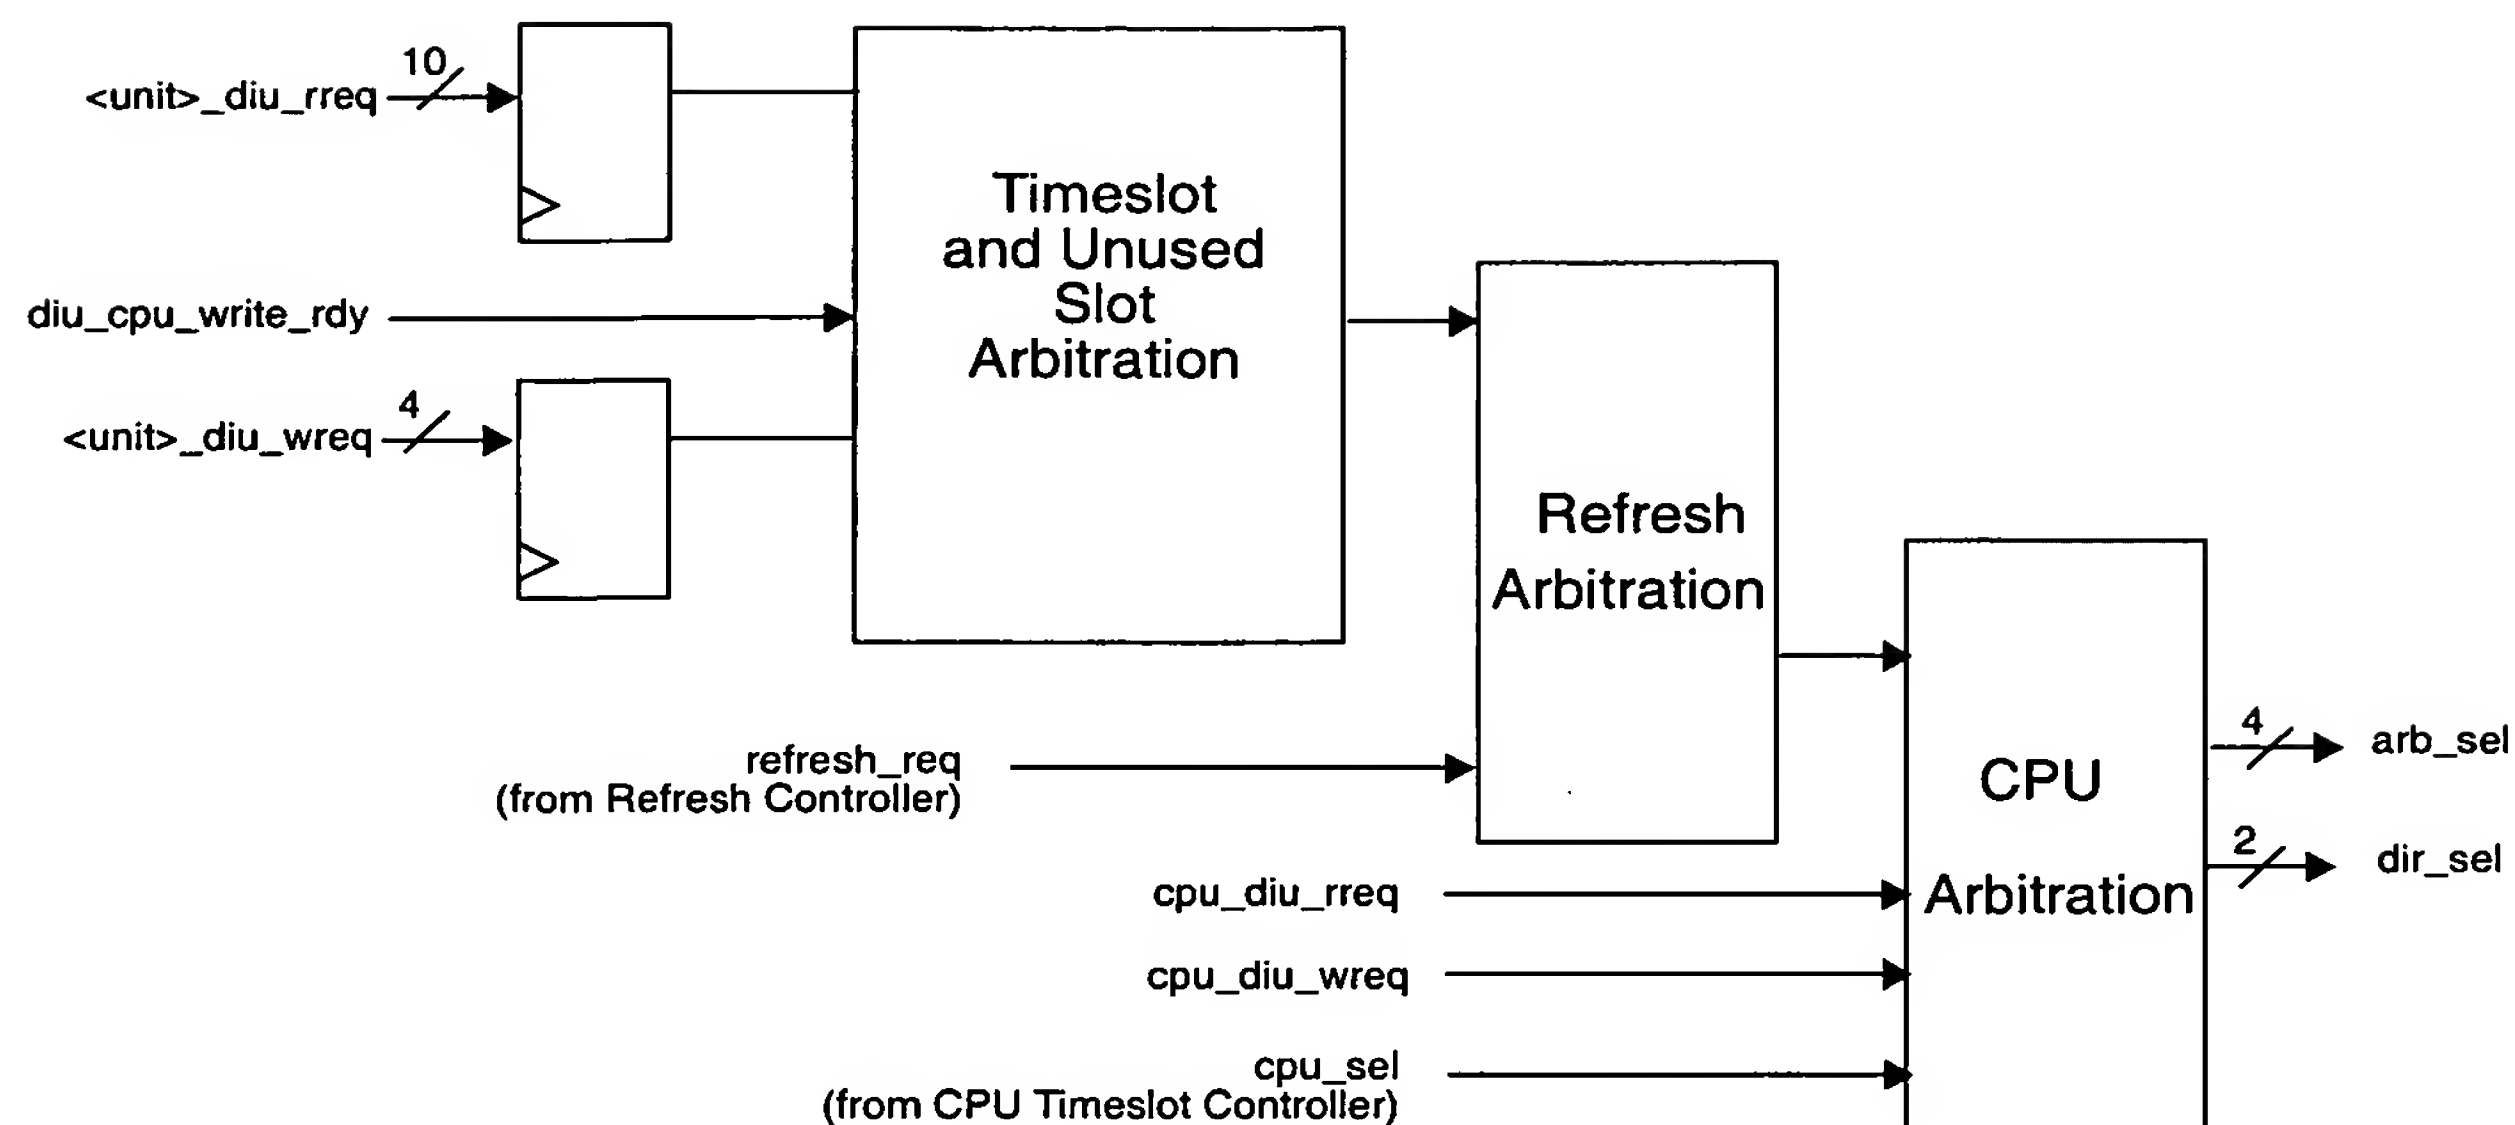 10
<unit>_diu_rreq
diu_cpu_write_rdy
4
<unit>_diu_wreq
Timeslot
and Unused
Slot
Arbitration
Refresh
Arbitration
refresh_req
(from Refresh Controller)
cpu_diu_rreq
cpu_diu_wreq
cpu_sel
(from CPU Timeslot Controller)
CPU
Arbitration
4
arb_sel
2
dir_sel